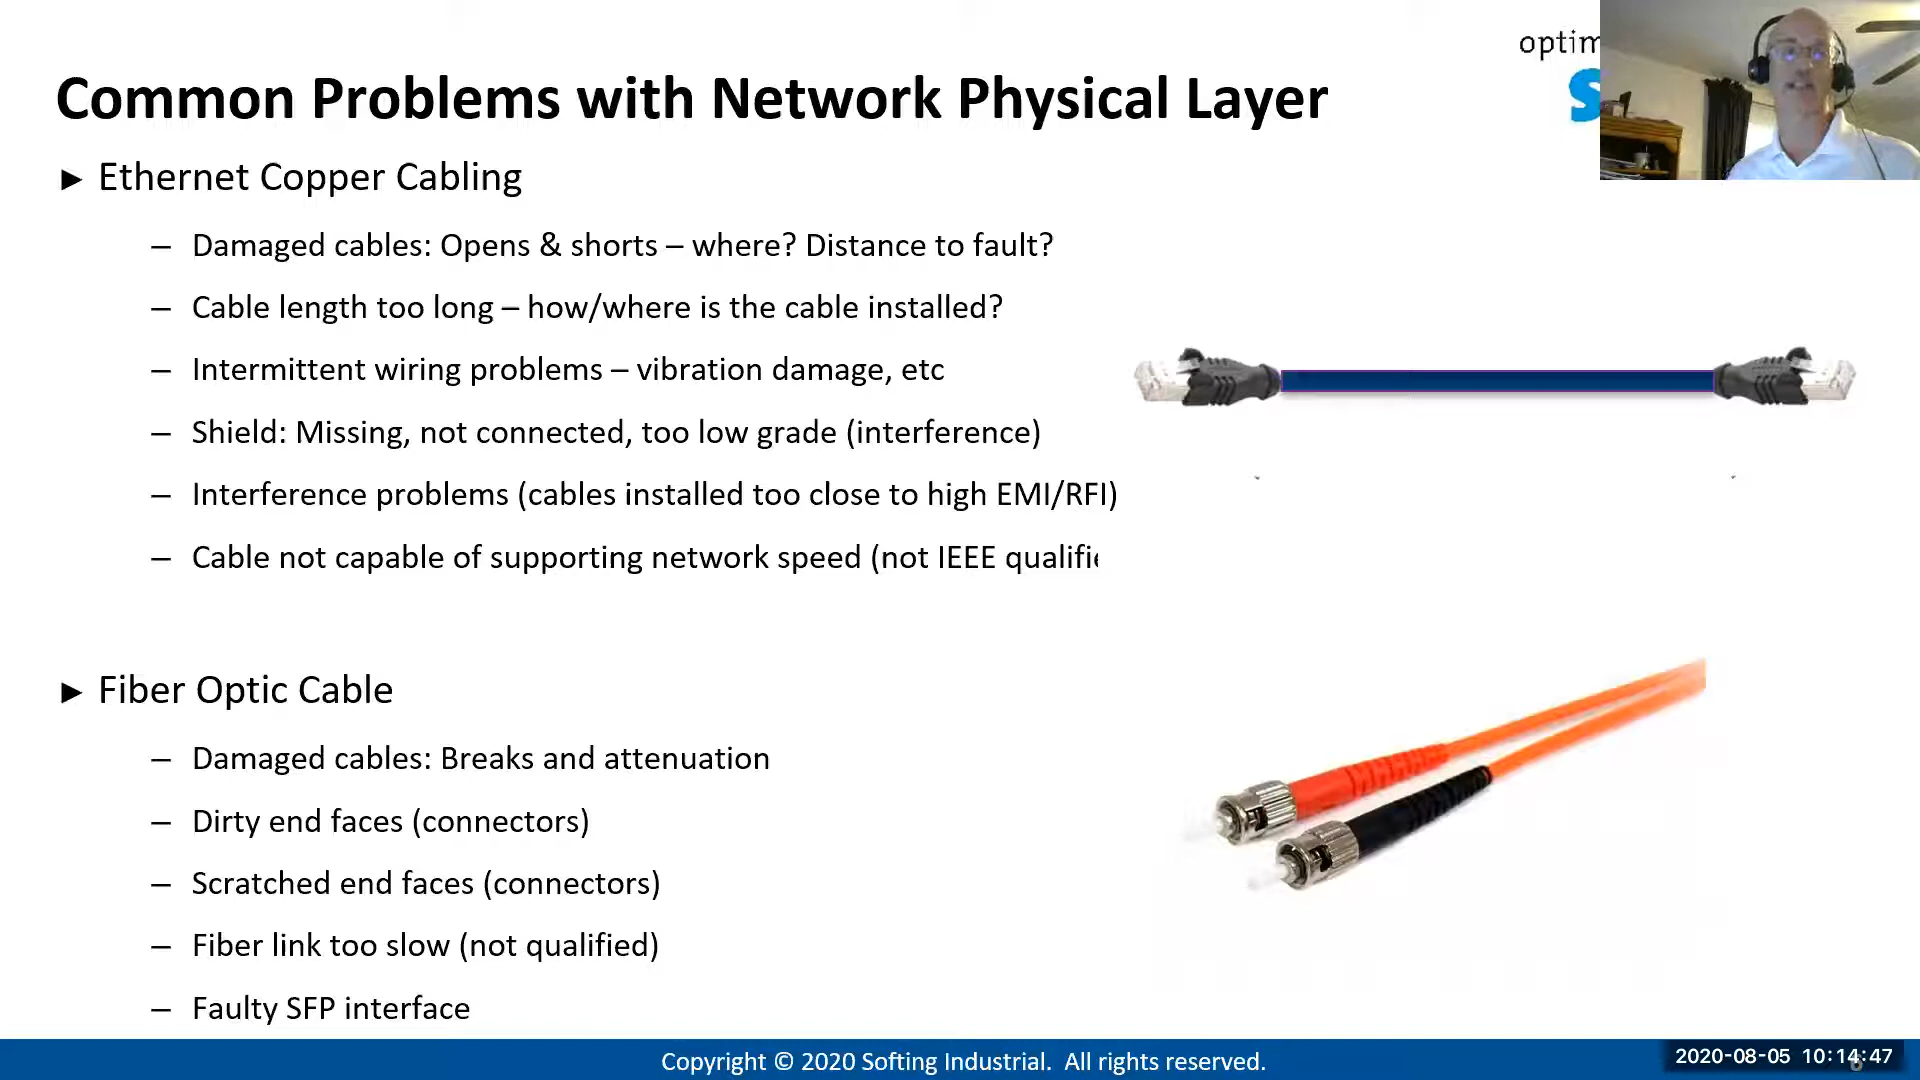 optim
Common Problems with Network Physical Layer
► Ethernet Copper Cabling
– Damaged cables: Opens & shorts – where? Distance to fault?
– Cable length too long – how/where is the cable installed?
– Intermittent wiring problems – vibration damage, etc
– Shield: Missing, not connected, too low grade (interference)
– Interference problems (cables installed too close to high EMI/RFI)
– Cable not capable of supporting network speed (not IEEE qualifie
► Fiber Optic Cable
– Damaged cables: Breaks and attenuation
– Dirty end faces (connectors)
– Scratched end faces (connectors)
– Fiber link too slow (not qualified)
– Faulty SFP interface
Copyright © 2020 Softing Industrial. All rights reserved.
2020-08-05 10:14:47